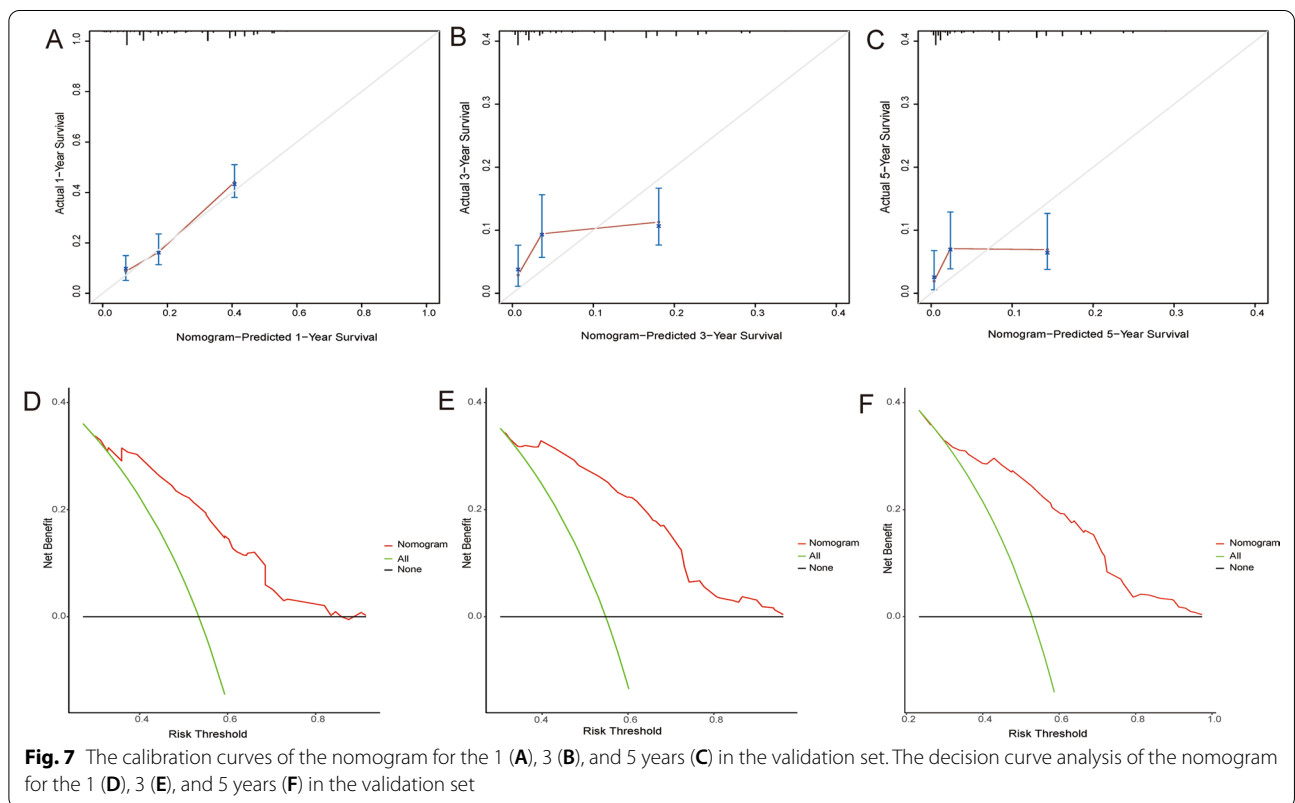 A
Actual 1−Year Survival
1.0
0.8
0.6
0.4
0.2
0.0
0.0 0.2 0.4 0.6 0.8 1.0
Nomogram−Predicted 1−Year Survival
B
Actual 3−Year Survival
0.4
0.3
0.2
0.1
0.0
0.0 0.1 0.2 0.3 0.4
Nomogram−Predicted 3−Year Survival
C
Actual 5−Year Survival
0.4
0.3
0.2
0.1
0.0
0.0 0.1 0.2 0.3 0.4
Nomogram−Predicted 5−Year Survival
D
Net Benefit
0.4
0.2
0.0
0.4 0.6 0.8
Risk Threshold
Nomogram
All
None
E
Net Benefit
0.4
0.2
0.0
0.4 0.6 0.8
Risk Threshold
Nomogram
All
None
F
Net Benefit
0.4
0.2
0.0
0.2 0.4 0.6 0.8 1.0
Risk Threshold
Nomogram
All
None
Fig. 7 The calibration curves of the nomogram for the 1 (A), 3 (B), and 5 years (C) in the validation set. The decision curve analysis of the nomogram
for the 1 (D), 3 (E), and 5 years (F) in the validation set